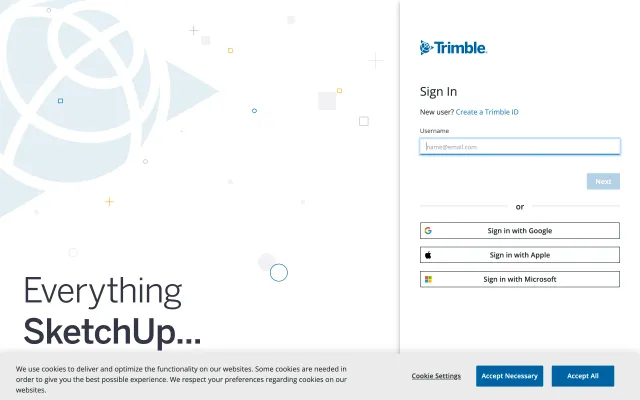 Trimble
Sign In
New user? Create a Trimble ID
Username
name@email.com
Next
or
Sign in with Google
Sign in with Apple
Sign in with Microsoft
Everything
SketchUp...
We use cookies to deliver and optimize the functionality on our websites. Some cookies are needed in
order to give you the best possible experience. We respect your preferences regarding cookies on our
websites.
Cookie Settings
Accept Necessary
Accept All